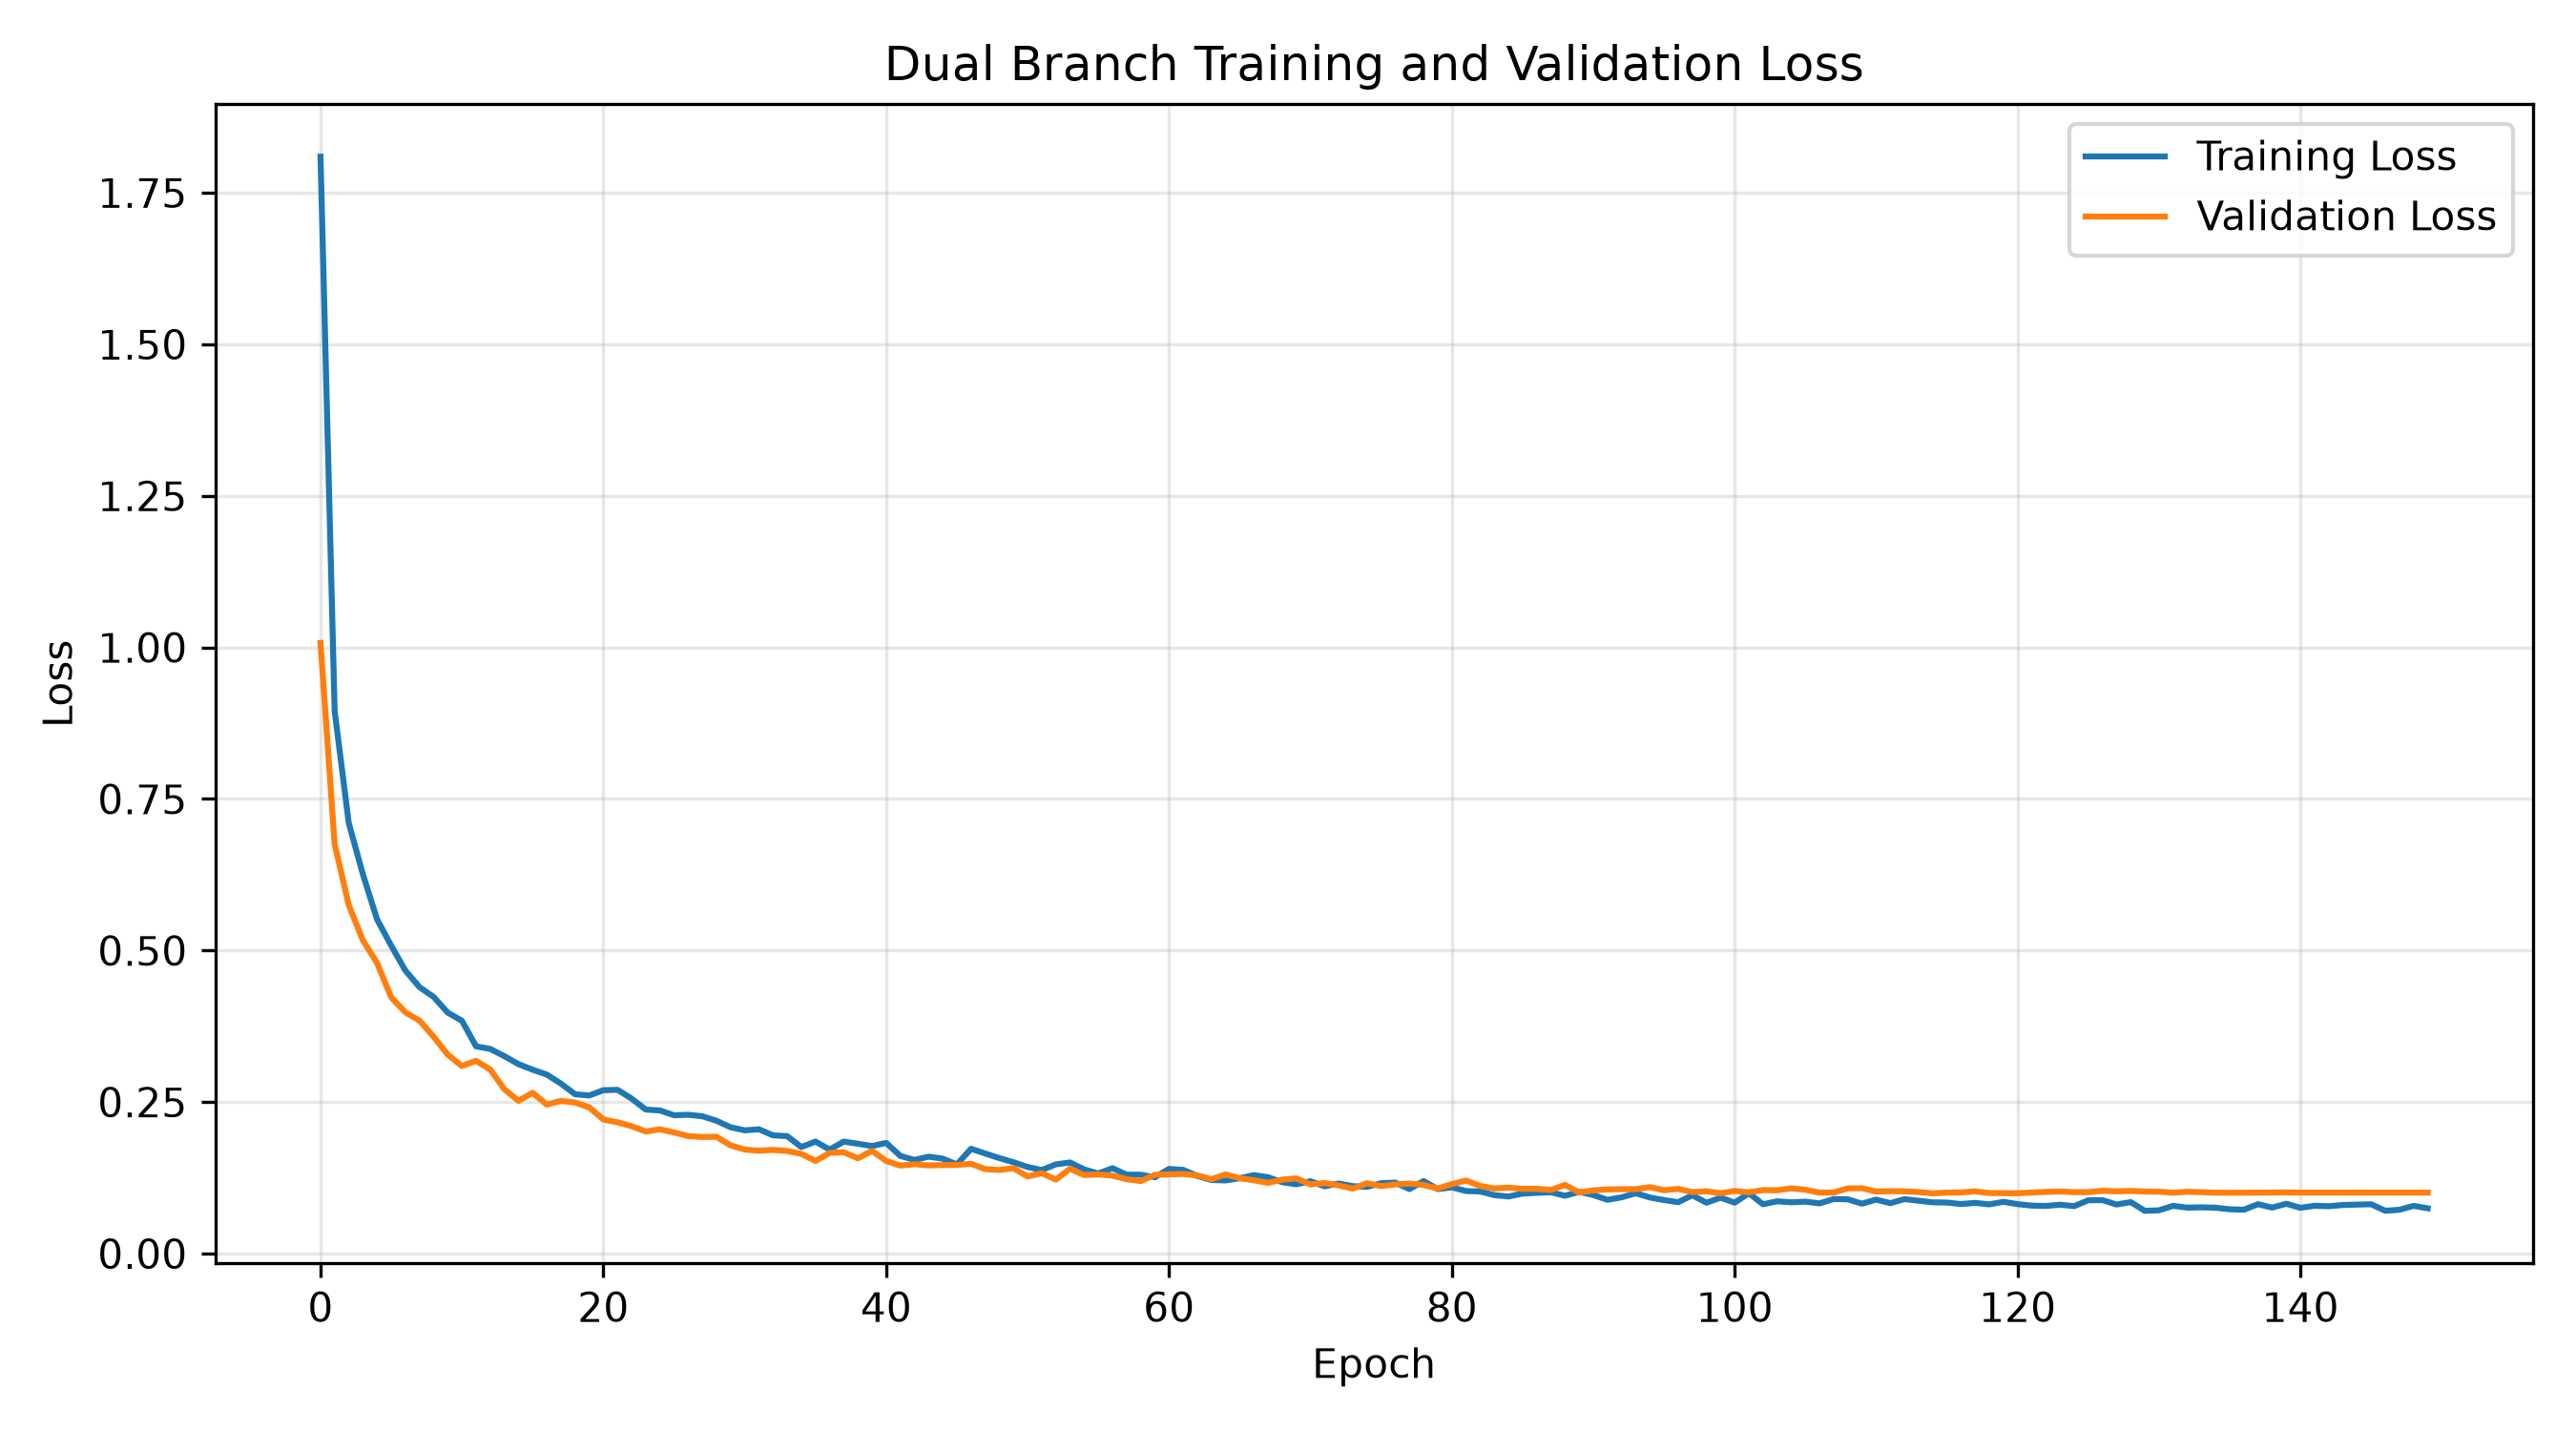 Dual Branch Training and Validation Loss
Training Loss
Validation Loss
1.75
1.50
1.25
1.00
0.75
0.50
0.25
0.00
Loss
0 20 40 60 80 100 120 140
Epoch